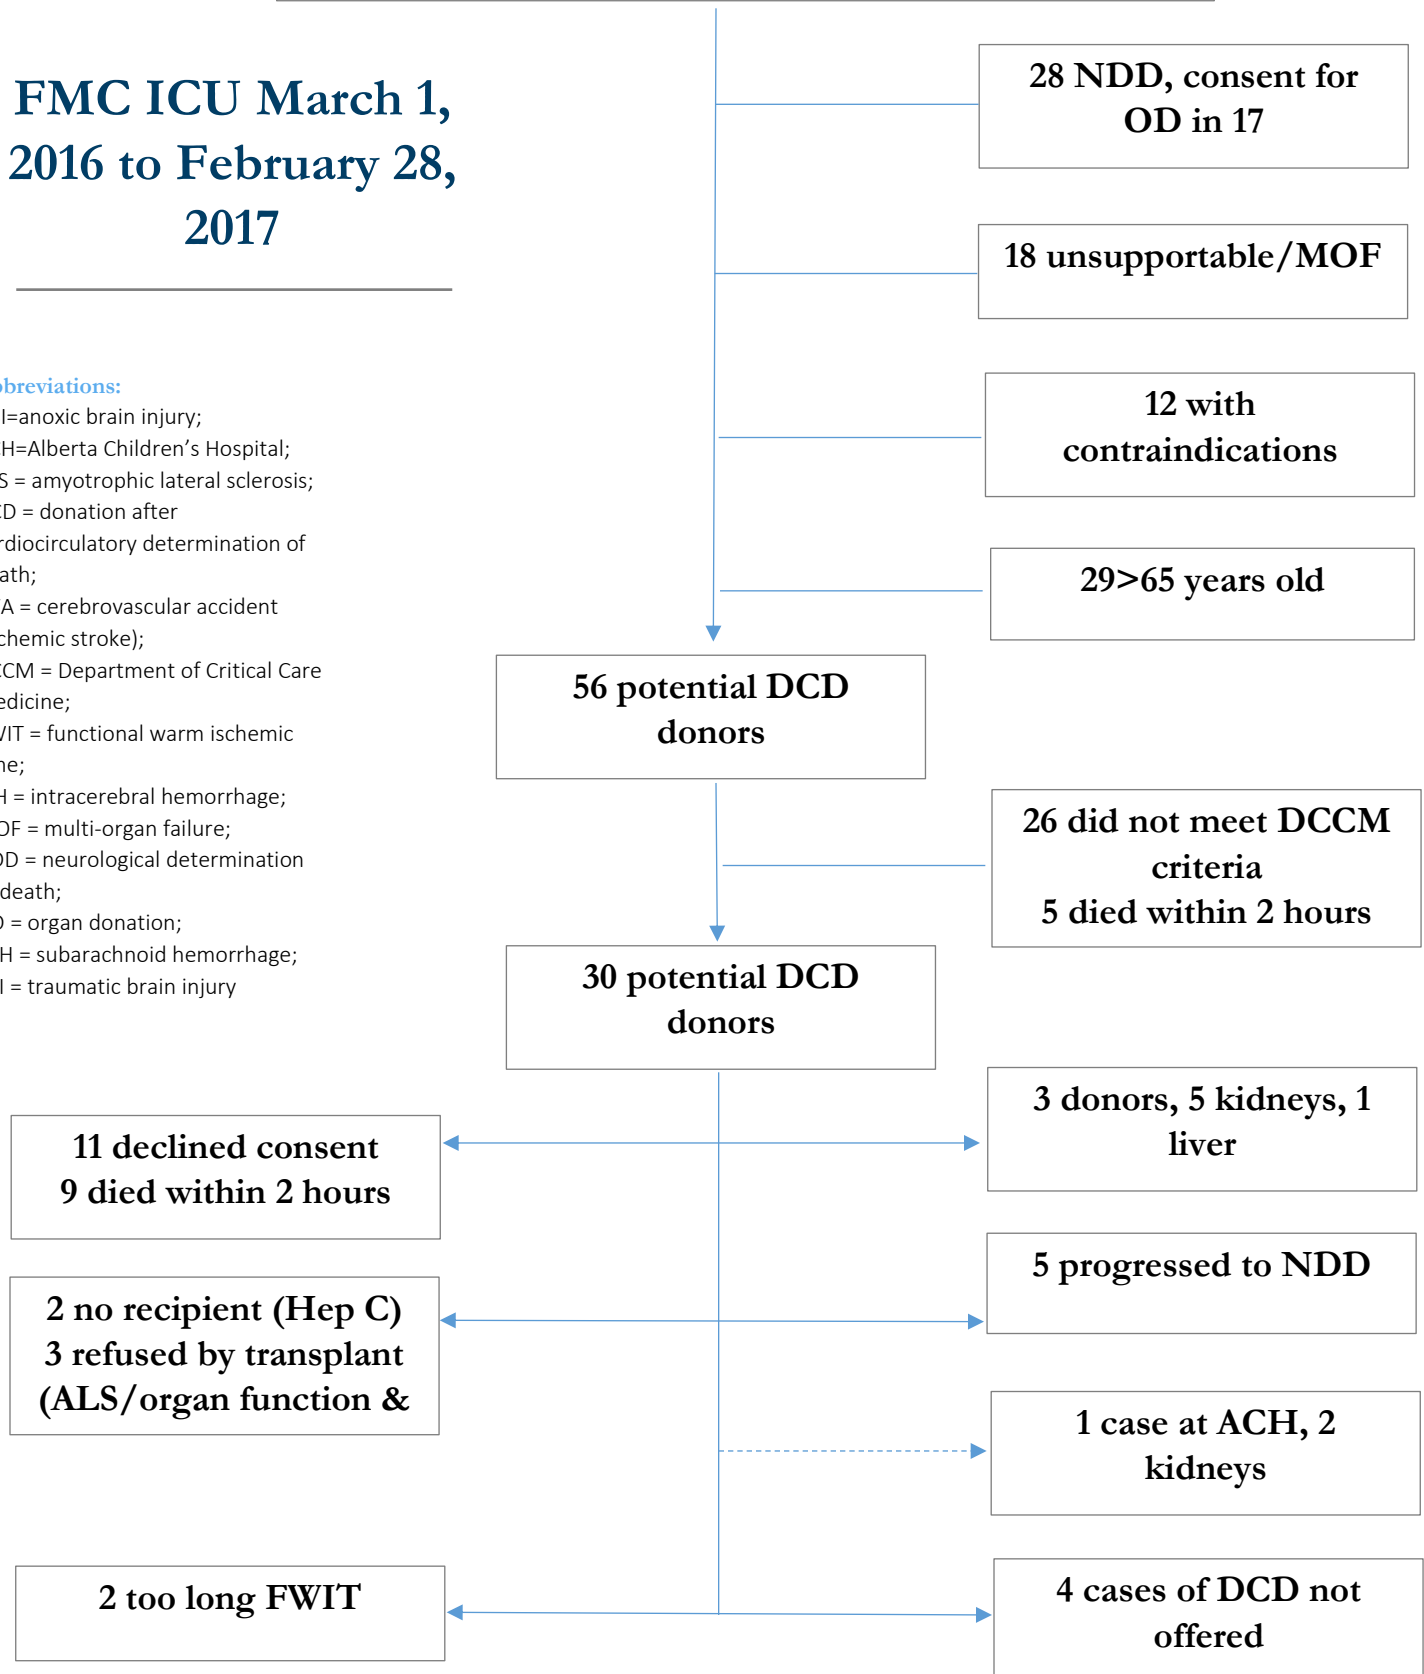 FMC ICU March 1,
2016 to February 28,
2017
bbreviations:
I=anoxic brain injury;
CH=Alberta Children's Hospital;
S = amyotrophic lateral sclerosis;
CD = donation after
rdiocirculatory determination of
ath;
A = cerebrovascular accident
chemic stroke);
CCM = Department of Critical Care
edicine;
WIT = functional warm ischemic
ne;
H = intracerebral hemorrhage;
OF = multi-organ failure;
DD = neurological determination
death;
D = organ donation;
H = subarachnoid hemorrhage;
I = traumatic brain injury
28 NDD, consent for
OD in 17
18 unsupportable/MOF
12 with
contraindications
29>65 years old
56 potential DCD
donors
26 did not meet DCCM
criteria
5 died within 2 hours
30 potential DCD
donors
11 declined consent
9 died within 2 hours
3 donors, 5 kidneys, 1
liver
2 no recipient (Hep C)
3 refused by transplant
(ALS/organ function &
5 progressed to NDD
1 case at ACH, 2
kidneys
2 too long FWIT
4 cases of DCD not
offered